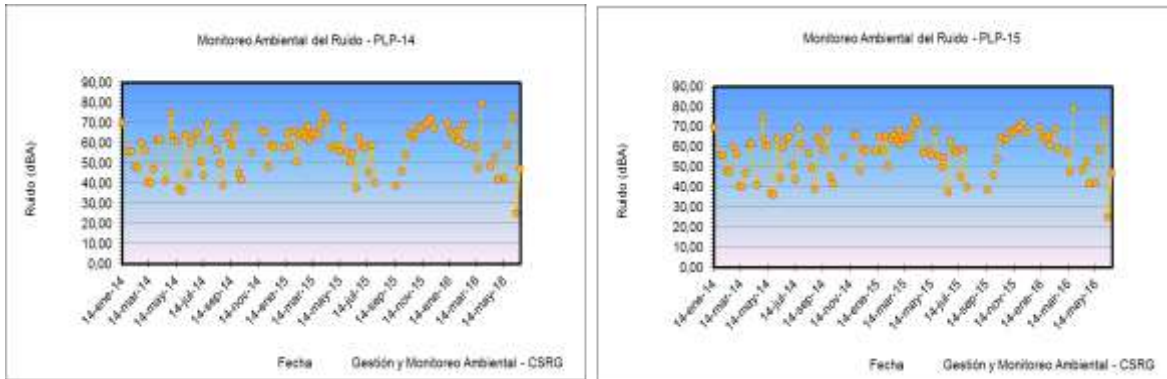 Monitoreo Ambiental del Ruido - PLP-14
Ruido (dBA)
90,00
80,00
70,00
60,00
50,00
40,00
30,00
20,00
10,00
0,00
14-ene-14
14-mar-14
14-may-14
14-jul-14
14-sep-14
14-nov-14
14-ene-15
14-mar-15
14-may-15
14-jul-15
14-sep-15
14-nov-15
14-ene-16
14-mar-16
14-may-16
Fecha
Gestión y Monitoreo Ambiental - CSRG
Monitoreo Ambiental del Ruido - PLP-15
Ruido (dBA)
90,00
80,00
70,00
60,00
50,00
40,00
30,00
20,00
10,00
0,00
14-ene-14
14-mar-14
14-may-14
14-jul-14
14-sep-14
14-nov-14
14-ene-15
14-mar-15
14-may-15
14-jul-15
14-sep-15
14-nov-15
14-ene-16
14-mar-16
14-may-16
Fecha
Gestión y Monitoreo Ambiental - CSRG